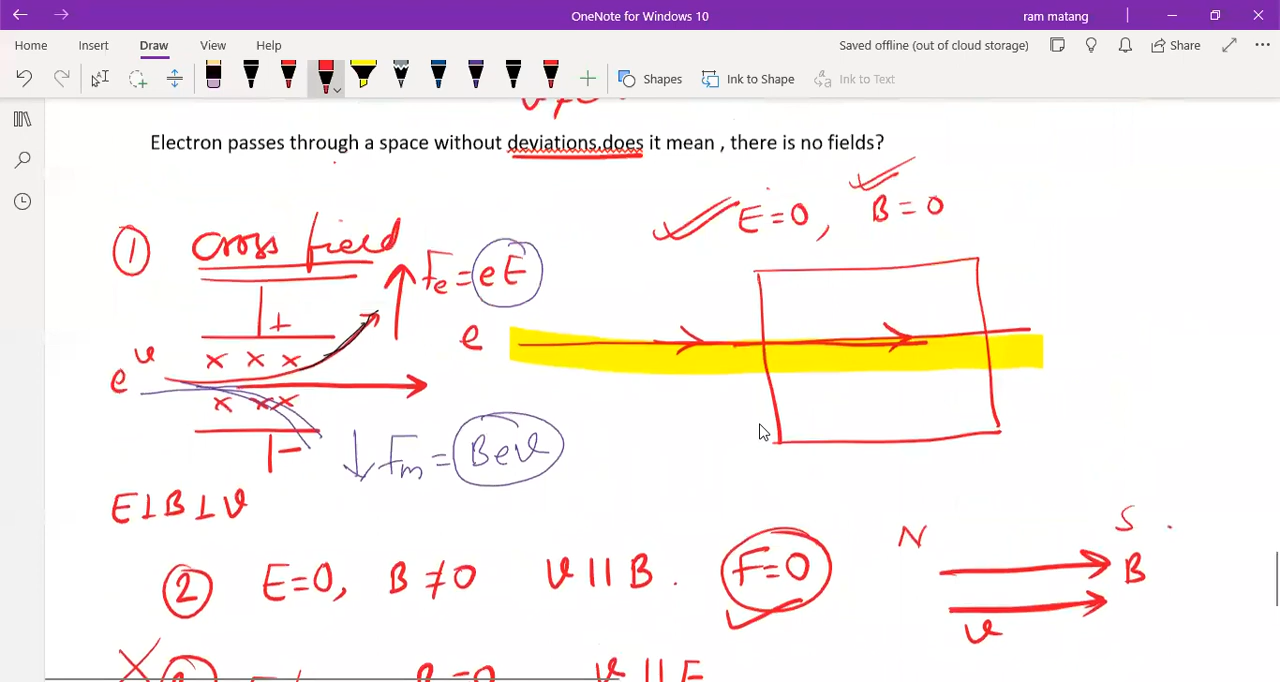 OneNote for Windows 10
ram matang
Home Insert Draw View Help
Saved offline (out of cloud storage)
Share
Shapes
Ink to Shape
Ink to Text
Electron passes through a space without deviations.does it mean , there is no fields?
E=0, B=0
① Cross field
Fe=eE
+
e v
x x x
e
x x x
-
Fm=Bev
E⊥B⊥v
② E=0, B≠0 v||B. F=0
N S
B
v
B=0 v||E